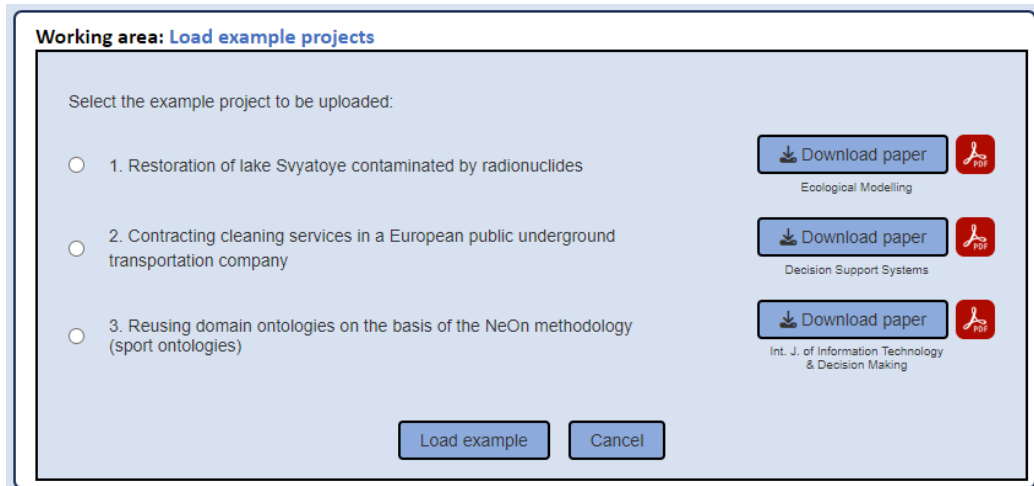 Working area: Load example projects
Select the example project to be uploaded:
1. Restoration of lake Svyatoye contaminated by radionuclides
Download paper
PDF
Ecological Modelling
2. Contracting cleaning services in a European public underground
transportation company
Download paper
PDF
Decision Support Systems
3. Reusing domain ontologies on the basis of the NeOn methodology
(sport ontologies)
Download paper
PDF
Int. J. of Information Technology
& Decision Making
Load example
Cancel